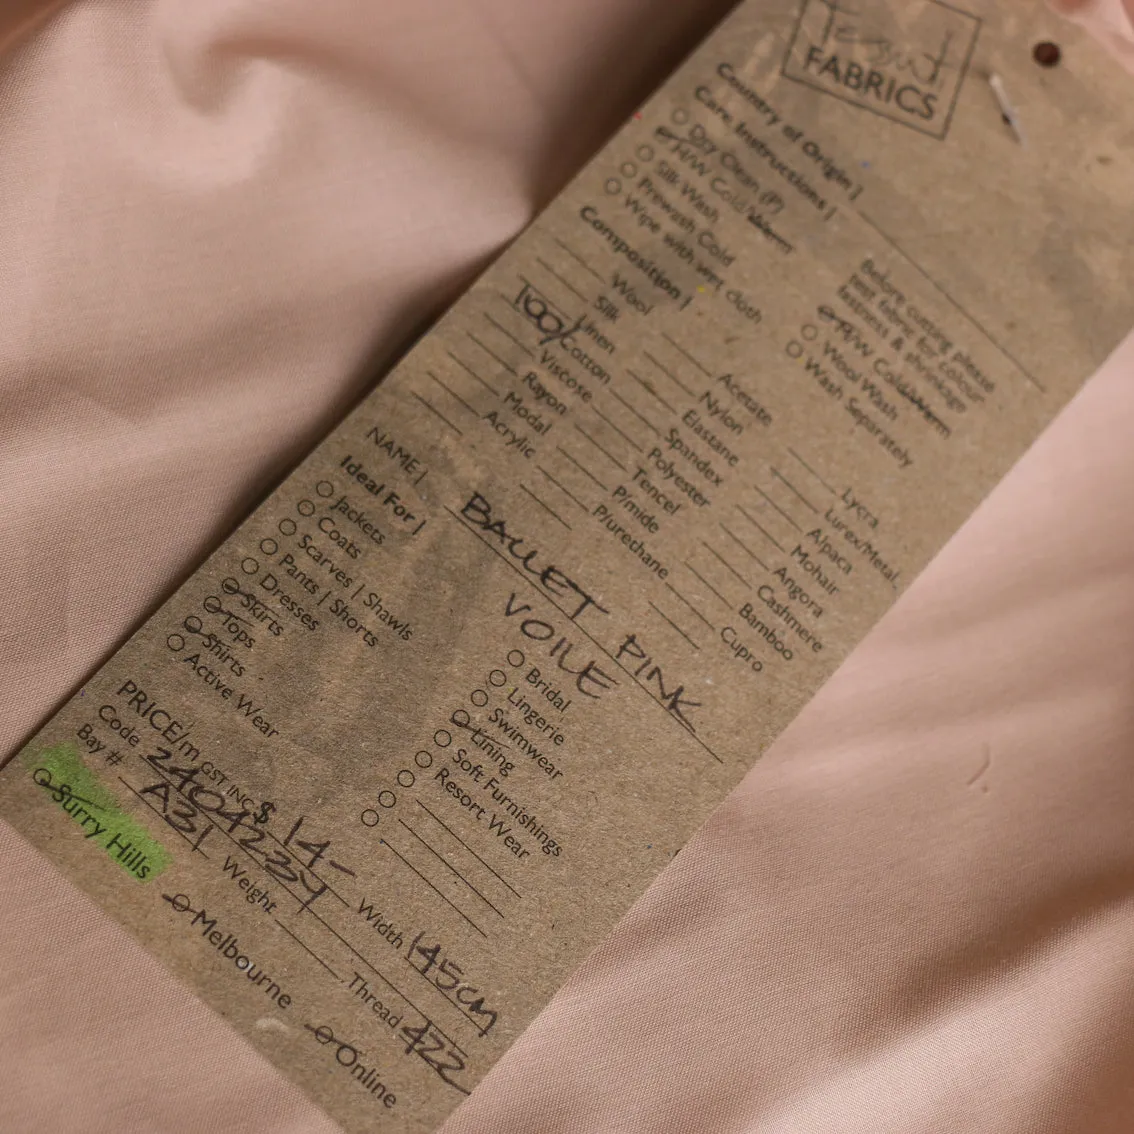 Tessuti
FABRICS
Country of Origin |
Care Instructions |
Dry Clean (P)
H/W Cold/Warm
Silk Wash
Prewash Cold
Wipe with wet cloth
Before cutting please
test fabric for colour
fastness & shrinkage
H/W Cold/Warm
Wool Wash
Wash Separately
Composition |
Wool
Silk
Linen
100% Cotton
Viscose
Rayon
Modal
Acrylic
Acetate
Nylon
Elastane
Spandex
Polyester
Tencel
P/mide
P/urethane
Lycra
Lurex/Metal
Alpaca
Mohair
Angora
Cashmere
Bamboo
Cupro
NAME | BALLET PINK
VOILE
Ideal For |
Jackets
Coats
Scarves | Shawls
Pants | Shorts
Dresses
Skirts
Tops
Shirts
Active Wear
Bridal
Lingerie
Swimwear
Lining
Soft Furnishings
Resort Wear
PRICE/m GST INC $ 14- Width 145cm
Code 240423Y Thread 422
Bay # A31 Weight
Surry Hills
Melbourne
Online